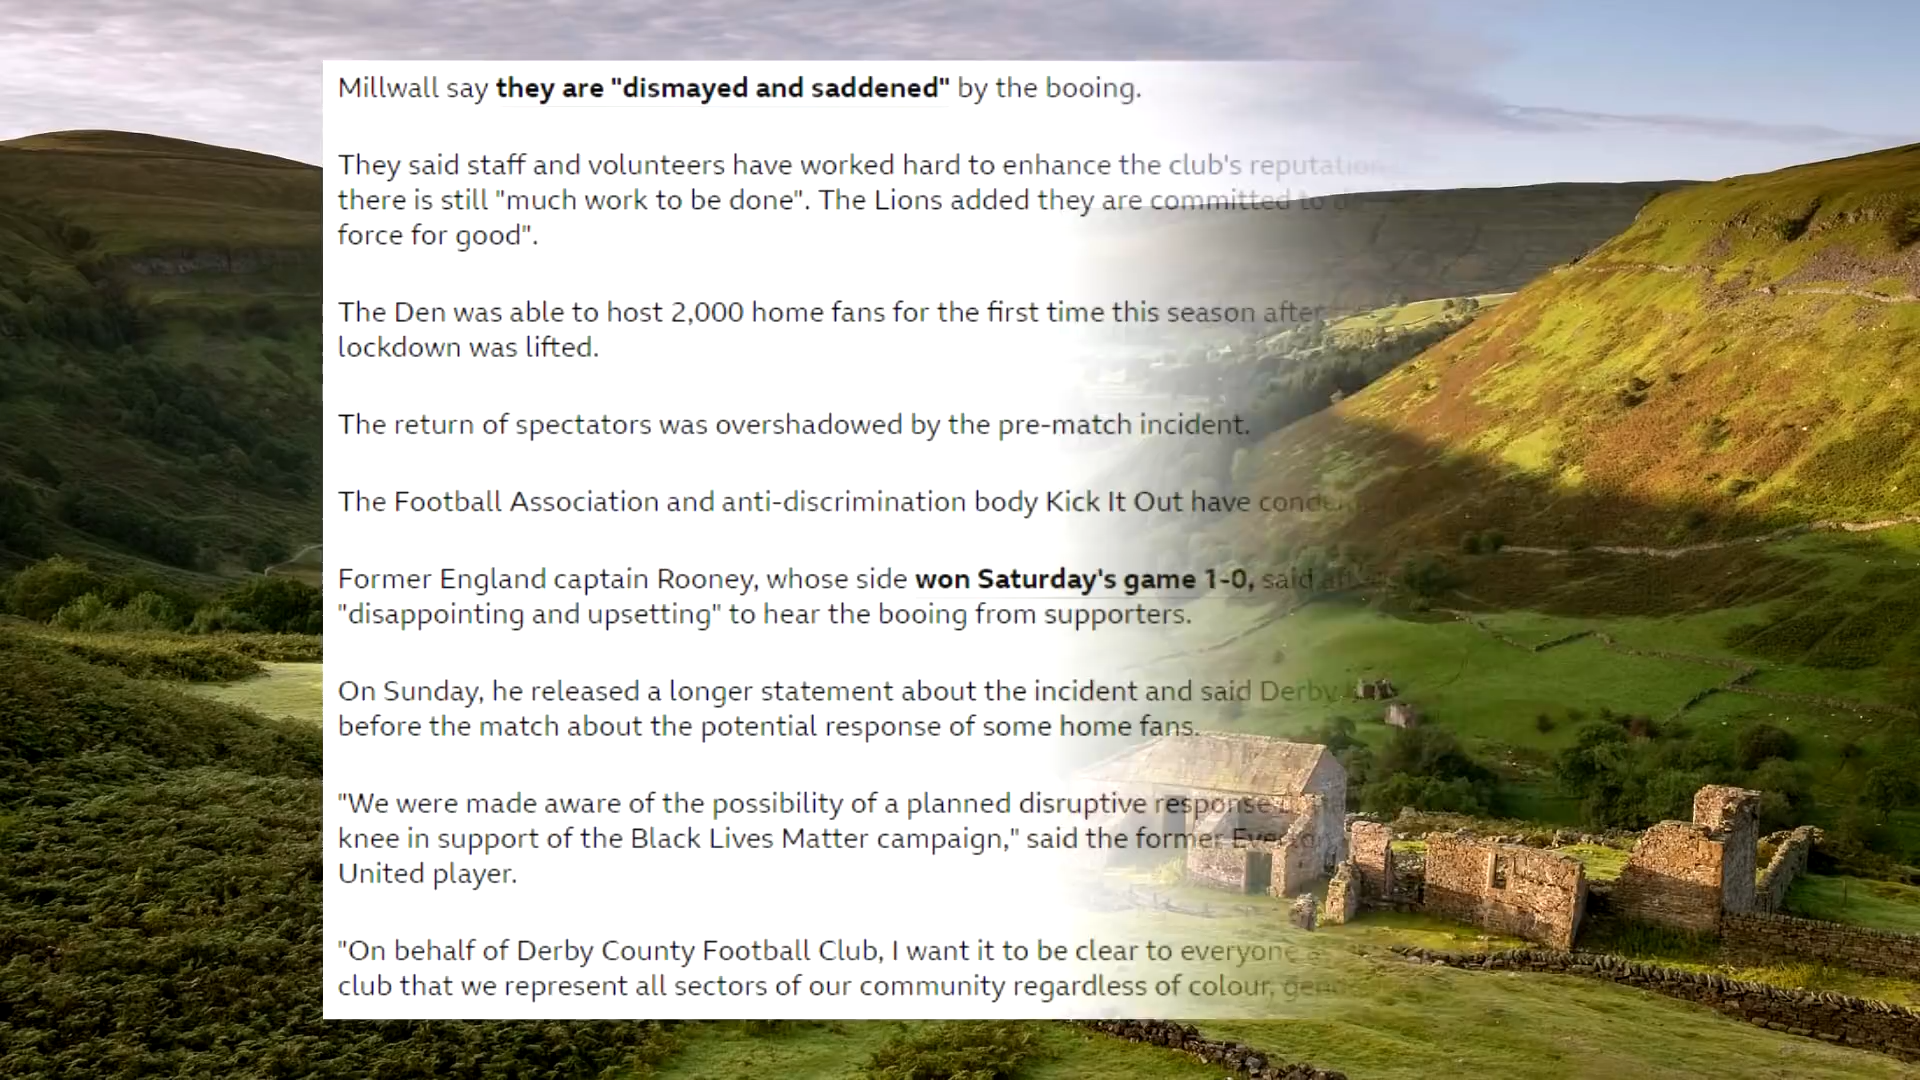 Millwall say they are "dismayed and saddened" by the booing.
They said staff and volunteers have worked hard to enhance the club's reputation
there is still "much work to be done". The Lions added they are committed to
force for good".
The Den was able to host 2,000 home fans for the first time this season after
lockdown was lifted.
The return of spectators was overshadowed by the pre-match incident.
The Football Association and anti-discrimination body Kick It Out have
Former England captain Rooney, whose side won Saturday's game 1-0, said
"disappointing and upsetting" to hear the booing from supporters.
On Sunday, he released a longer statement about the incident and said Derby
before the match about the potential response of some home fans.
"We were made aware of the possibility of a planned disruptive response
knee in support of the Black Lives Matter campaign," said the former Everton
United player.
"On behalf of Derby County Football Club, I want it to be clear to everyone
club that we represent all sectors of our community regardless of colour,